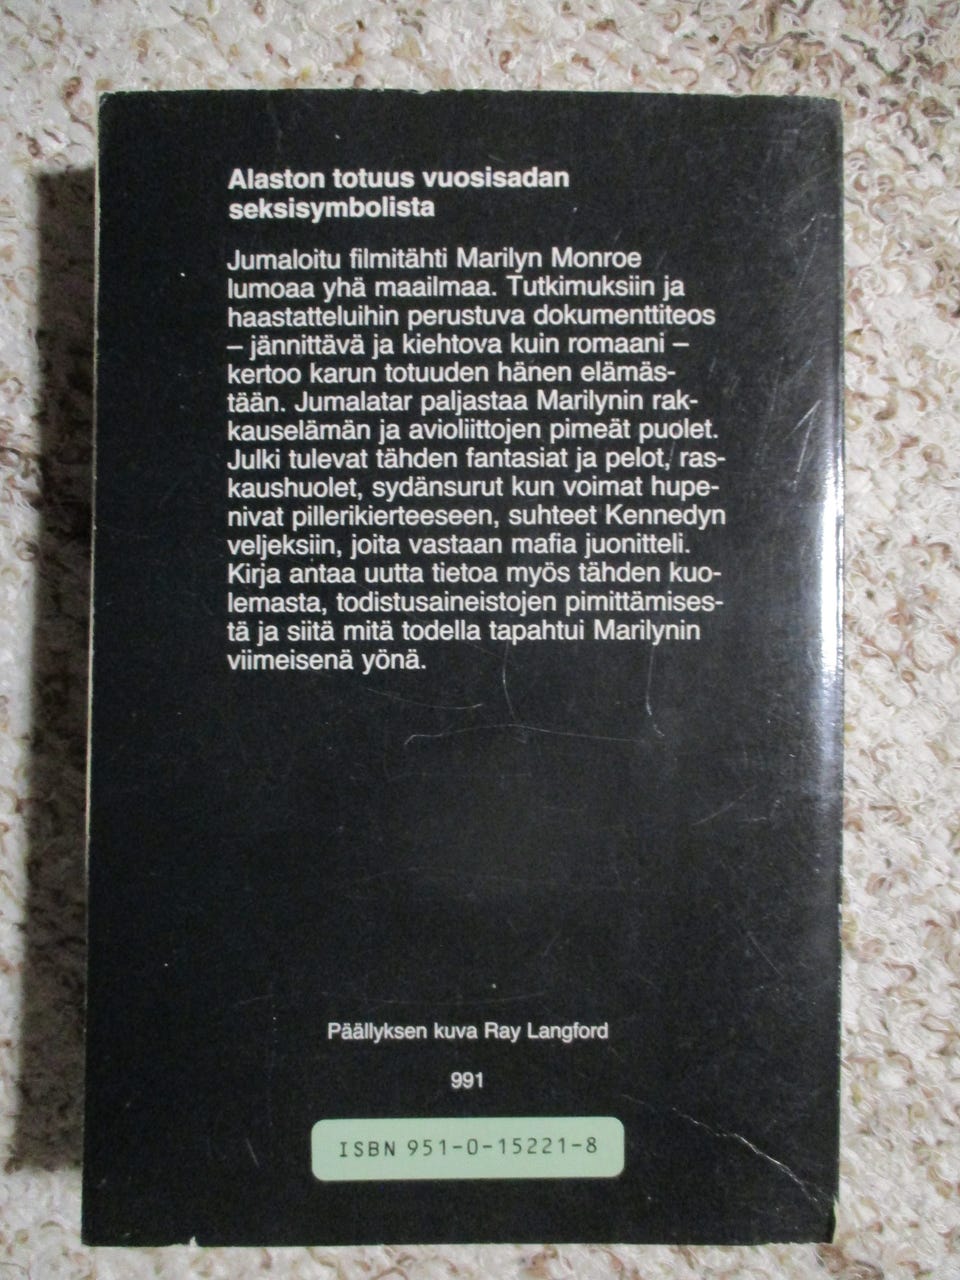 Alaston totuus vuosisadan
seksisymbolista
Jumaloitu filmitähti Marilyn Monroe
lumoaa yhä maailmaa. Tutkimuksiin ja
haastatteluihin perustuva dokumenttiteos
– jännittävä ja kiehtova kuin romaani –
kertoo karun totuuden hänen elämäs-
tään. Jumalatar paljastaa Marilynin rak-
kauselämän ja avioliittojen pimeät puolet.
Julki tulevat tähden fantasiat ja pelot, ras-
kaushuolet, sydänsurut kun voimat hupe-
nivat pillerikierteeseen, suhteet Kennedyn
veljeksiin, joita vastaan mafia juonitteli.
Kirja antaa uutta tietoa myös tähden kuo-
lemasta, todistusaineistojen pimittämises-
tä ja siitä mitä todella tapahtui Marilynin
viimeisenä yönä.
Päällyksen kuva Ray Langford
991
ISBN 951-0-15221-8